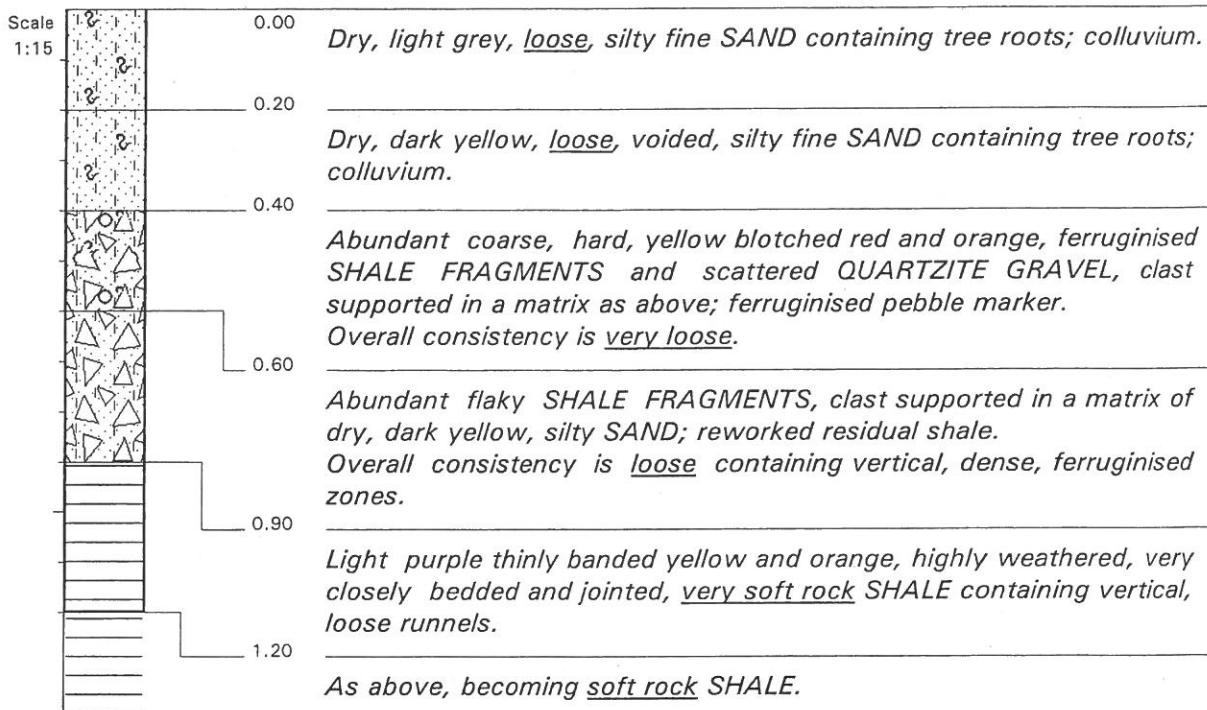 Scale
1:15
0.00
Dry, light grey, loose, silty fine SAND containing tree roots; colluvium.
0.20
Dry, dark yellow, loose, voided, silty fine SAND containing tree roots;
colluvium.
0.40
Abundant coarse, hard, yellow blotched red and orange, ferruginised
SHALE FRAGMENTS and scattered QUARTZITE GRAVEL, clast
supported in a matrix as above; ferruginised pebble marker.
Overall consistency is very loose.
0.60
Abundant flaky SHALE FRAGMENTS, clast supported in a matrix of
dry, dark yellow, silty SAND; reworked residual shale.
Overall consistency is loose containing vertical, dense, ferruginised
zones.
0.90
Light purple thinly banded yellow and orange, highly weathered, very
closely bedded and jointed, very soft rock SHALE containing vertical,
loose runnels.
1.20
As above, becoming soft rock SHALE.